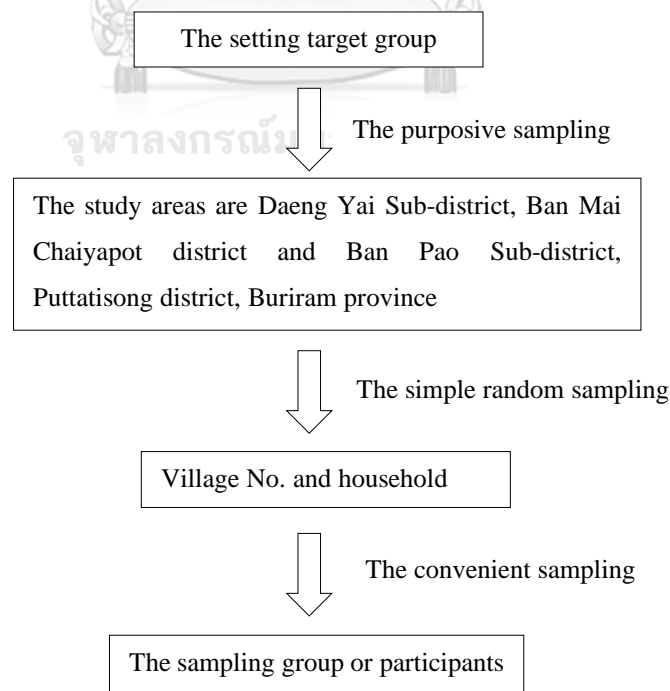 The setting target group
The purposive sampling
จุฬาลงกรณ์
The study areas are Daeng Yai Sub-district, Ban Mai
Chaiyapot district and Ban Pao Sub-district,
Puttatisong district, Buriram province
The simple random sampling
Village No. and household
The convenient sampling
The sampling group or participants